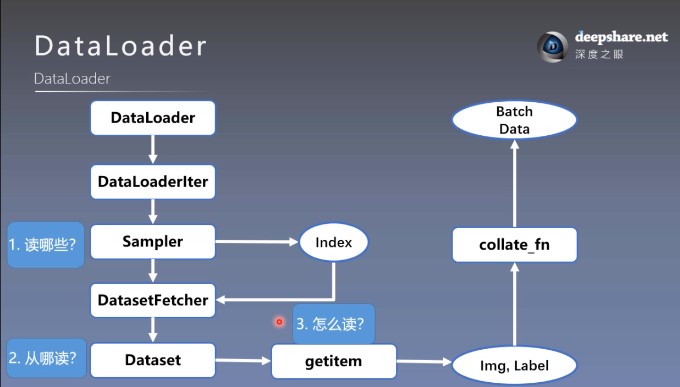 DataLoader
DataLoader
deepshare.net
深度之眼
DataLoader
DataLoaderIter
1. 读哪些?
Sampler
Index
DatasetFetcher
3. 怎么读?
2. 从哪读?
Dataset
getitem
Img, Label
collate_fn
Batch
Data